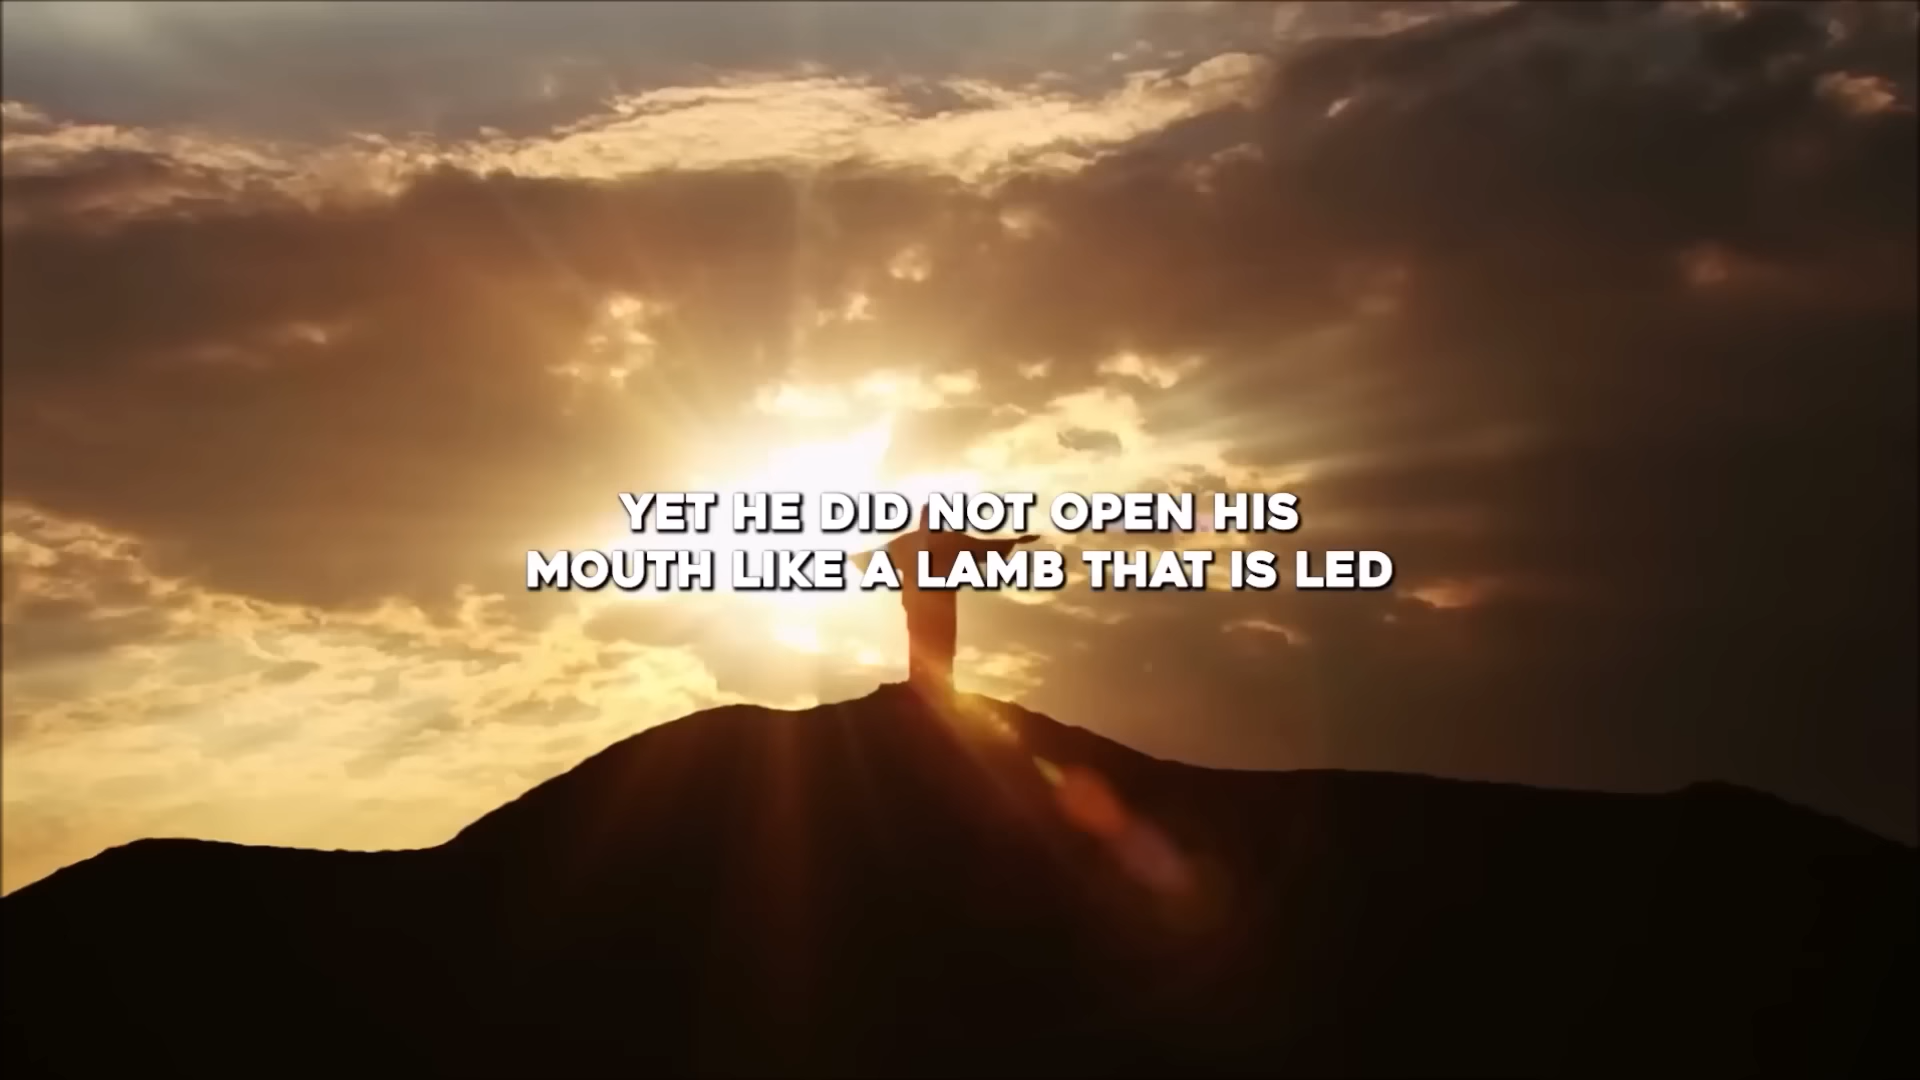 YET HE DID NOT OPEN HIS
MOUTH LIKE A LAMB THAT IS LED